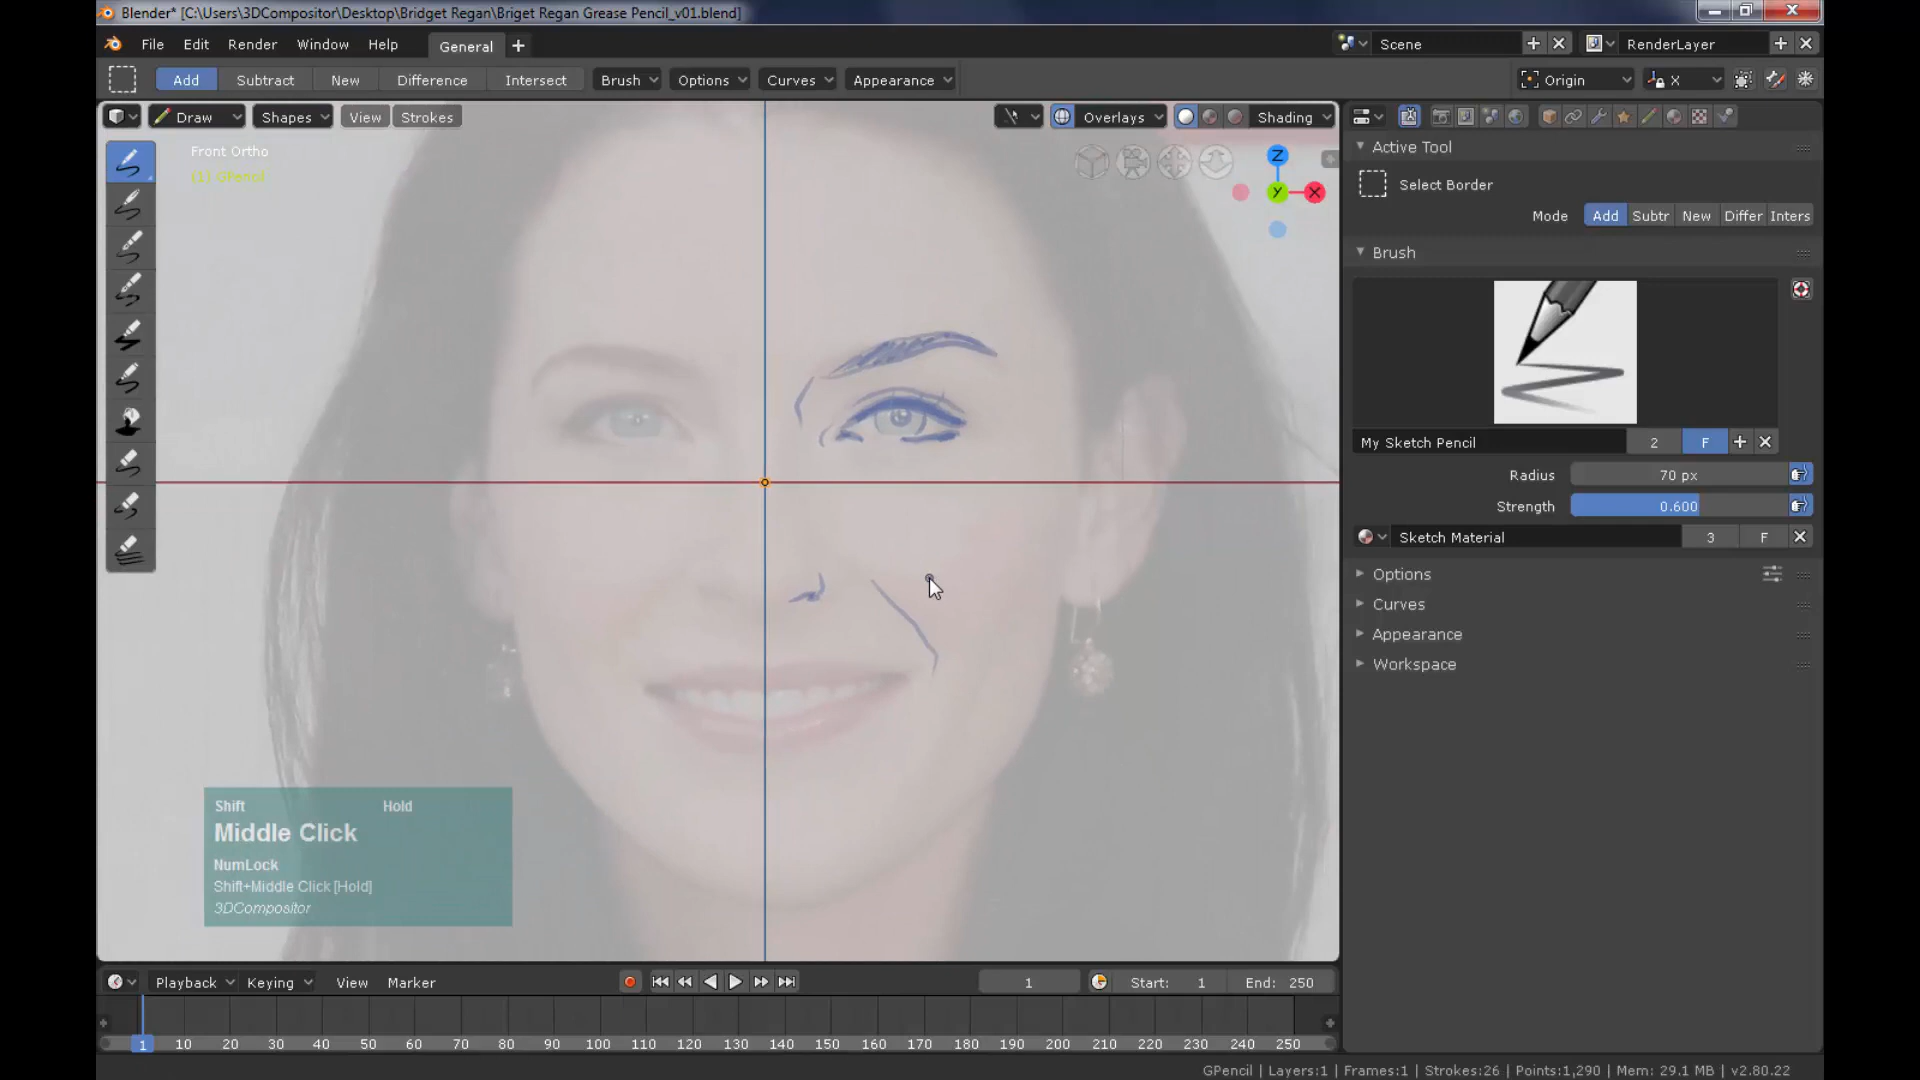 Blender* [C:\Users\3DCompositor\Desktop\Bridget Regan\Briget Regan Grease Pencil_v01.blend]
File Edit Render Window Help General Scene RenderLayer
Add Subtract New Difference Intersect Brush Options Curves Appearance Origin X
Draw Shapes View Strokes Overlays Shading
Front Ortho
(1) GPencil
Z
Y
X
Active Tool
Select Border
Mode Add Subtr New Differ Inters
Brush
My Sketch Pencil 2 F
Radius 70 px
Strength 0.600
Sketch Material 3 F
Options
Curves
Appearance
Workspace
Shift Hold
Middle Click
NumLock
Shift+Middle Click [Hold]
3DCompositor
Playback Keying View Marker 1 Start: 1 End: 250
1 10 20 30 40 50 60 70 80 90 100 110 120 130 140 150 160 170 180 190 200 210 220 230 240 250
GPencil | Layers:1 | Frames:1 | Strokes:26 | Points:1,290 | Mem: 29.1 MB | v2.80.22